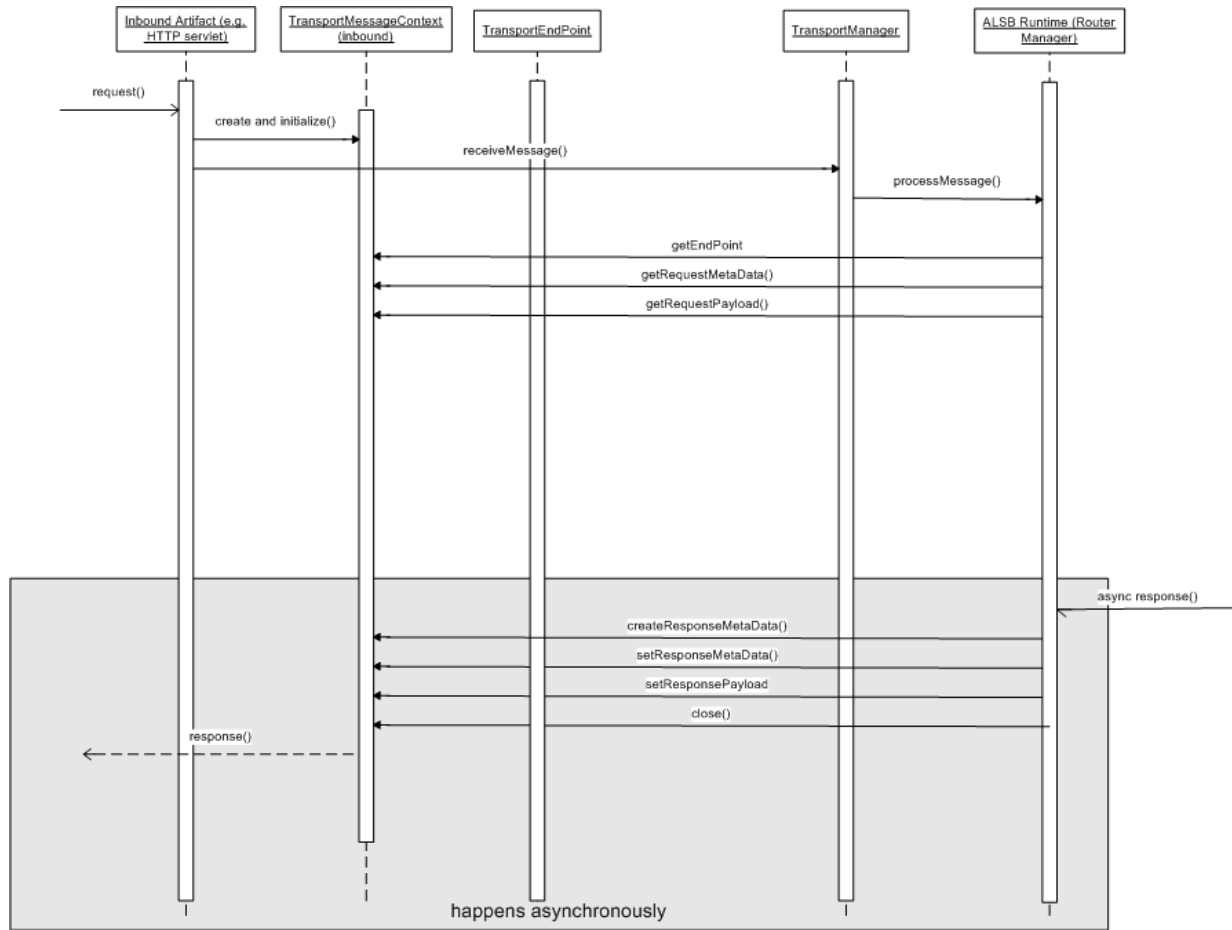 Inbound Artifact (e.g.
HTTP servlet)
TransportMessageContext
(inbound)
TransportEndPoint
TransportManager
ALSB Runtime (Router
Manager)
request()
create and initialize()
receiveMessage()
processMessage()
getEndPoint
getRequestMetaData()
getRequestPayload()
async response()
createResponseMetaData()
setResponseMetaData()
setResponsePayload
close()
response()
happens asynchronously